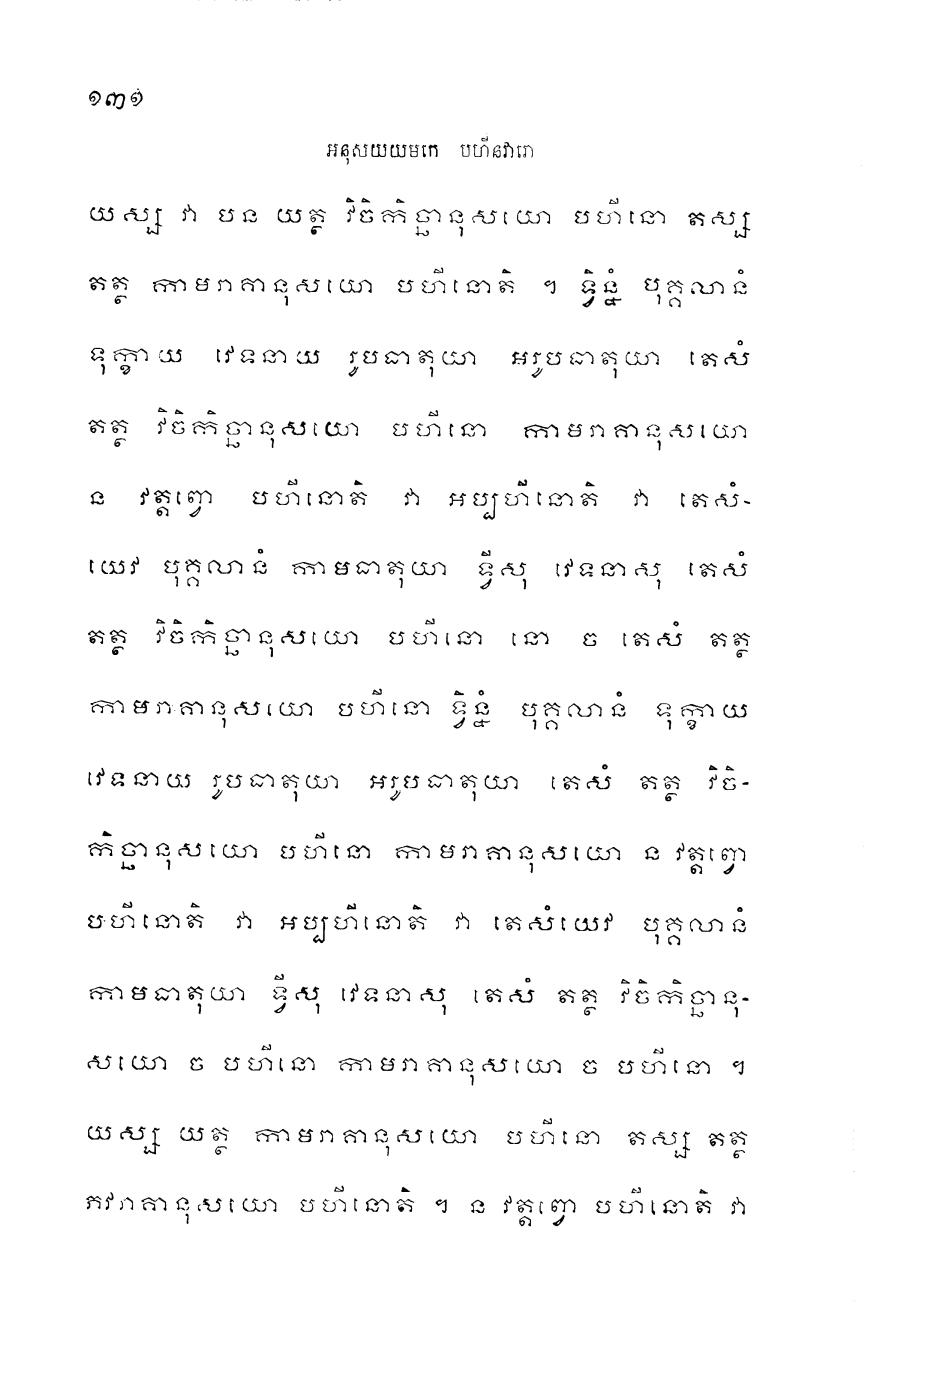 ១៣១
អនុសយយមកេ បហីនវារោ
យស្ស វា បន យត្ថ វិចិកិច្ឆានុសយោ បហីនោ តស្ស
តត្ថ កាមរាគានុសយោ បហីនោតិ ។ ទ្វិន្នំ បុគ្គលានំ
ទុក្ខាយ វេទនាយ រូបធាតុយា អរូបធាតុយា តេសំ
តត្ថ វិចិកិច្ឆានុសយោ បហីនោ កាមរាគានុសយោ
ន វត្តព្វោ បហីនោតិ វា អប្បហីនោតិ វា តេសំ-
យេវ បុគ្គលានំ កាមធាតុយា ទ្វីសុ វេទនាសុ តេសំ
តត្ថ វិចិកិច្ឆានុសយោ បហីនោ នោ ច តេសំ តត្ថ
កាមរាគានុសយោ បហីនោ ទ្វិន្នំ បុគ្គលានំ ទុក្ខាយ
វេទនាយ រូបធាតុយា អរូបធាតុយា តេសំ តត្ថ វិចិ-
កិច្ឆានុសយោ បហីនោ កាមរាគានុសយោ ន វត្តព្វោ
បហីនោតិ វា អប្បហីនោតិ វា តេសំយេវ បុគ្គលានំ
កាមធាតុយា ទ្វីសុ វេទនាសុ តេសំ តត្ថ វិចិកិច្ឆានុ-
សយោ ច បហីនោ កាមរាគានុសយោ ច បហីនោ ។
យស្ស យត្ថ កាមរាគានុសយោ បហីនោ តស្ស តត្ថ
ភវរាគានុសយោ បហីនោតិ ។ ន វត្តព្វោ បហីនោតិ វា